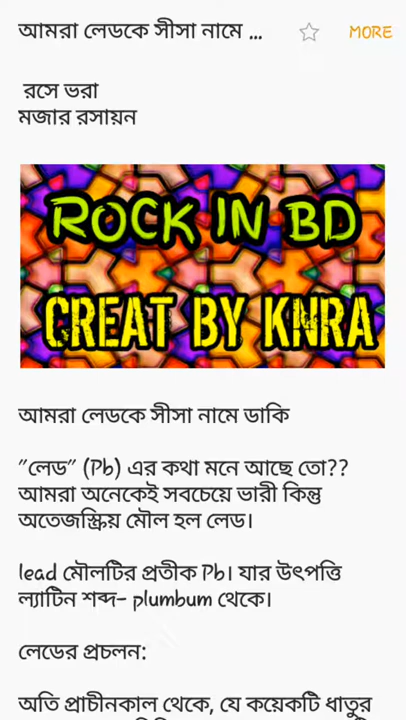 আমরা লেডকে সীসা নামে ...
MORE
রসে ভরা
মজার রসায়ন
ROCK IN BD
CREAT BY KNRA
আমরা লেডকে সীসা নামে ডাকি
"লেড" (Pb) এর কথা মনে আছে তো??
আমরা অনেকেই সবচেয়ে ভারী কিন্তু
অতেজস্ক্রিয় মৌল হল লেড।
lead মৌলটির প্রতীক Pb। যার উৎপত্তি
ল্যাটিন শব্দ- plumbum থেকে।
লেডের প্রচলন:
অতি প্রাচীনকাল থেকে, যে কয়েকটি ধাতুর